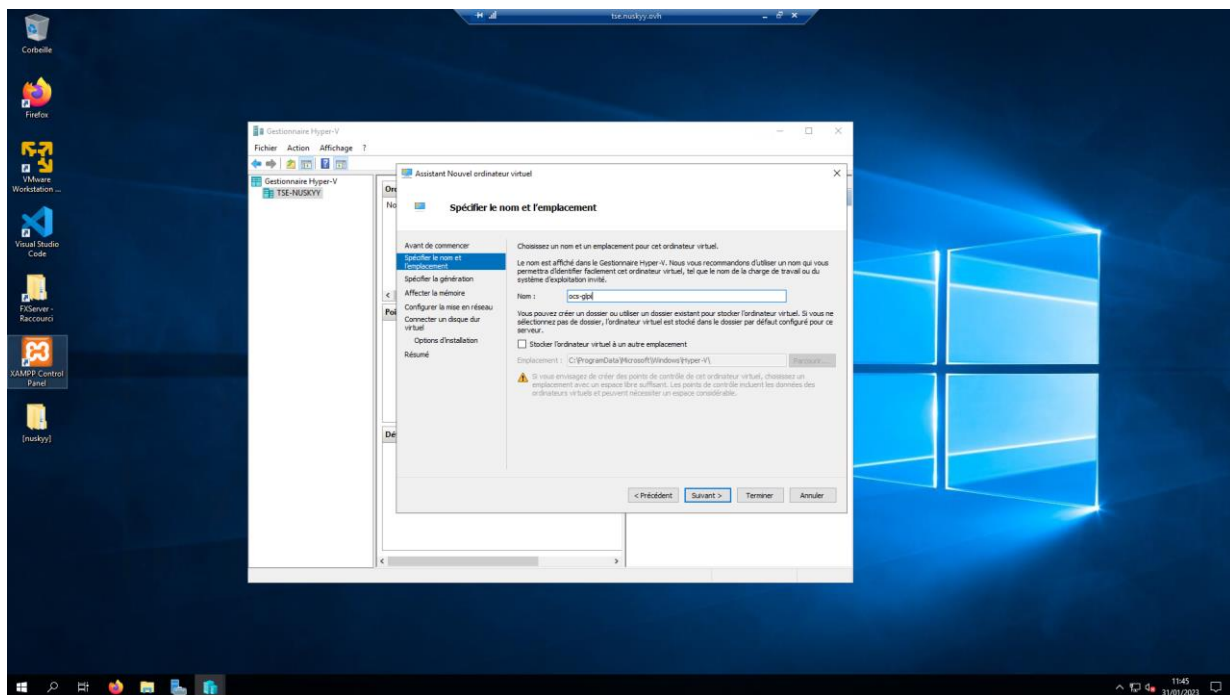 tse.nuskyy.ovh
Corbeille
Firefox
VMware
Workstation ...
Visual Studio
Code
FXServer -
Raccourci
XAMPP Control
Panel
[nuskyy]
Gestionnaire Hyper-V
Fichier Action Affichage ?
Gestionnaire Hyper-V
TSE-NUSKYY
Ord
No
Poi
Dé
Assistant Nouvel ordinateur virtuel
Spécifier le nom et l'emplacement
Avant de commencer
Spécifier le nom et
l'emplacement
Spécifier la génération
Affecter la mémoire
Configurer la mise en réseau
Connecter un disque dur
virtuel
Options d'installation
Résumé
Choisissez un nom et un emplacement pour cet ordinateur virtuel.
Le nom est affiché dans le Gestionnaire Hyper-V. Nous vous recommandons d'utiliser un nom qui vous
permettra d'identifier facilement cet ordinateur virtuel, tel que le nom de la charge de travail ou du
système d'exploitation invité.
Nom : ocs-glpi
Vous pouvez créer un dossier ou utiliser un dossier existant pour stocker l'ordinateur virtuel. Si vous ne
sélectionnez pas de dossier, l'ordinateur virtuel est stocké dans le dossier par défaut configuré pour ce
serveur.
Stocker l'ordinateur virtuel à un autre emplacement
Emplacement : C:\ProgramData\Microsoft\Windows\Hyper-V\ Parcourir...
Si vous envisagez de créer des points de contrôle de cet ordinateur virtuel, choisissez un
emplacement avec un espace libre suffisant. Les points de contrôle incluent les données des
ordinateurs virtuels et peuvent nécessiter un espace considérable.
< Précédent Suivant > Terminer Annuler
11:45
31/01/2023